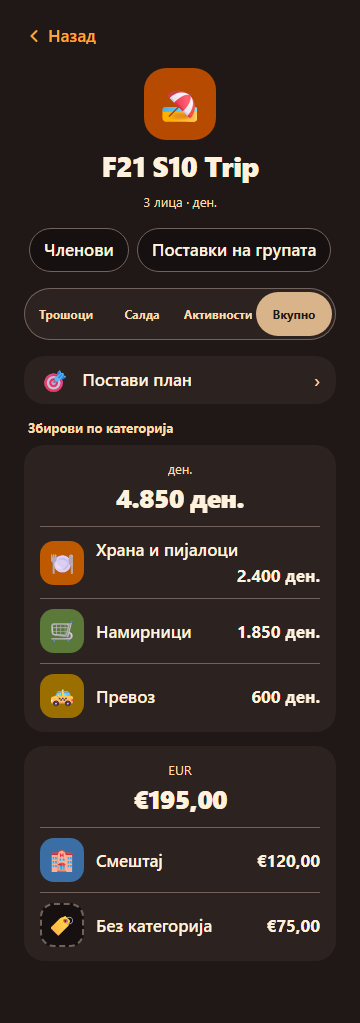 Назад
F21 S10 Trip
3 лица · ден.
Членови
Поставки на групата
Трошоци
Салда
Активности
Вкупно
Постави план
Збирови по категорија
ден.
4.850 ден.
Храна и пијалоци
2.400 ден.
Намирници 1.850 ден.
Превоз 600 ден.
EUR
€195,00
Смештај €120,00
Без категорија €75,00